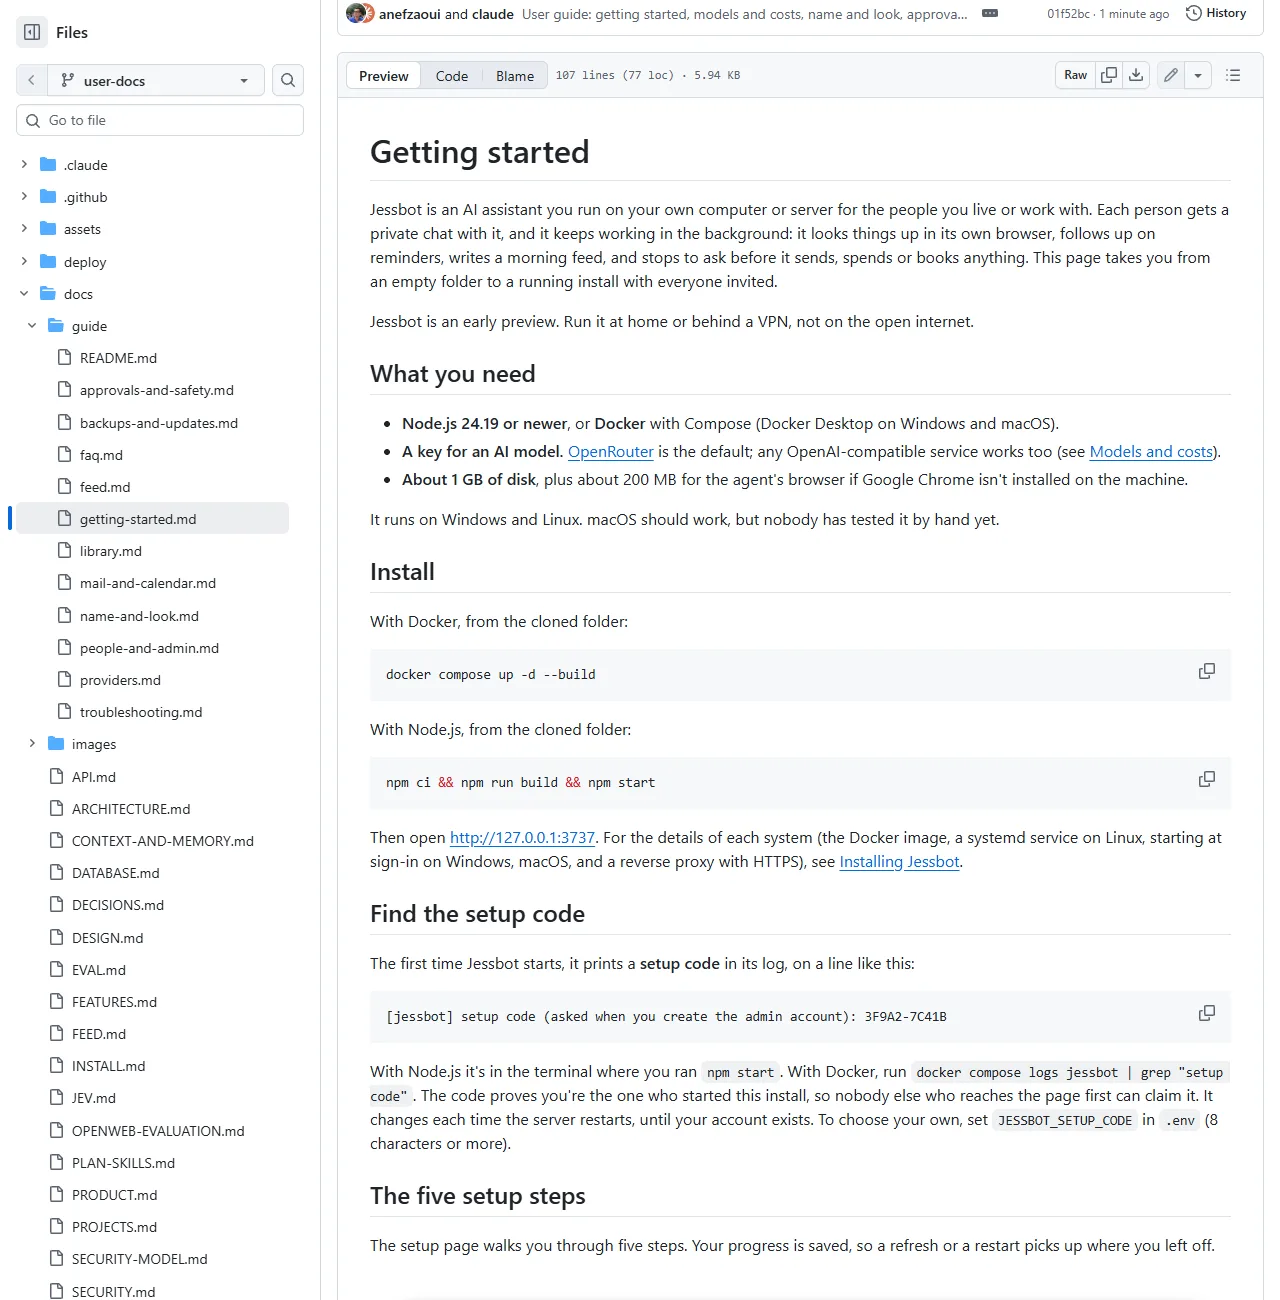 Files
user-docs
Go to file
.claude
.github
assets
deploy
docs
guide
README.md
approvals-and-safety.md
backups-and-updates.md
faq.md
feed.md
getting-started.md
library.md
mail-and-calendar.md
name-and-look.md
people-and-admin.md
providers.md
troubleshooting.md
images
API.md
ARCHITECTURE.md
CONTEXT-AND-MEMORY.md
DATABASE.md
DECISIONS.md
DESIGN.md
EVAL.md
FEATURES.md
FEED.md
INSTALL.md
JEV.md
OPENWEB-EVALUATION.md
PLAN-SKILLS.md
PRODUCT.md
PROJECTS.md
SECURITY-MODEL.md
SECURITY.md
anefzaoui and claude User guide: getting started, models and costs, name and look, approva... 01f52bc · 1 minute ago History
Preview Code Blame 107 lines (77 loc) · 5.94 KB Raw
Getting started
Jessbot is an AI assistant you run on your own computer or server for the people you live or work with. Each person gets a
private chat with it, and it keeps working in the background: it looks things up in its own browser, follows up on
reminders, writes a morning feed, and stops to ask before it sends, spends or books anything. This page takes you from
an empty folder to a running install with everyone invited.
Jessbot is an early preview. Run it at home or behind a VPN, not on the open internet.
What you need
• Node.js 24.19 or newer, or Docker with Compose (Docker Desktop on Windows and macOS).
• A key for an AI model. OpenRouter is the default; any OpenAI-compatible service works too (see Models and costs).
• About 1 GB of disk, plus about 200 MB for the agent's browser if Google Chrome isn't installed on the machine.
It runs on Windows and Linux. macOS should work, but nobody has tested it by hand yet.
Install
With Docker, from the cloned folder:
docker compose up -d --build
With Node.js, from the cloned folder:
npm ci && npm run build && npm start
Then open http://127.0.0.1:3737. For the details of each system (the Docker image, a systemd service on Linux, starting at
sign-in on Windows, macOS, and a reverse proxy with HTTPS), see Installing Jessbot.
Find the setup code
The first time Jessbot starts, it prints a setup code in its log, on a line like this:
[jessbot] setup code (asked when you create the admin account): 3F9A2-7C41B
With Node.js it's in the terminal where you ran npm start. With Docker, run docker compose logs jessbot | grep "setup
code". The code proves you're the one who started this install, so nobody else who reaches the page first can claim it. It
changes each time the server restarts, until your account exists. To choose your own, set JESSBOT_SETUP_CODE in .env (8
characters or more).
The five setup steps
The setup page walks you through five steps. Your progress is saved, so a refresh or a restart picks up where you left off.